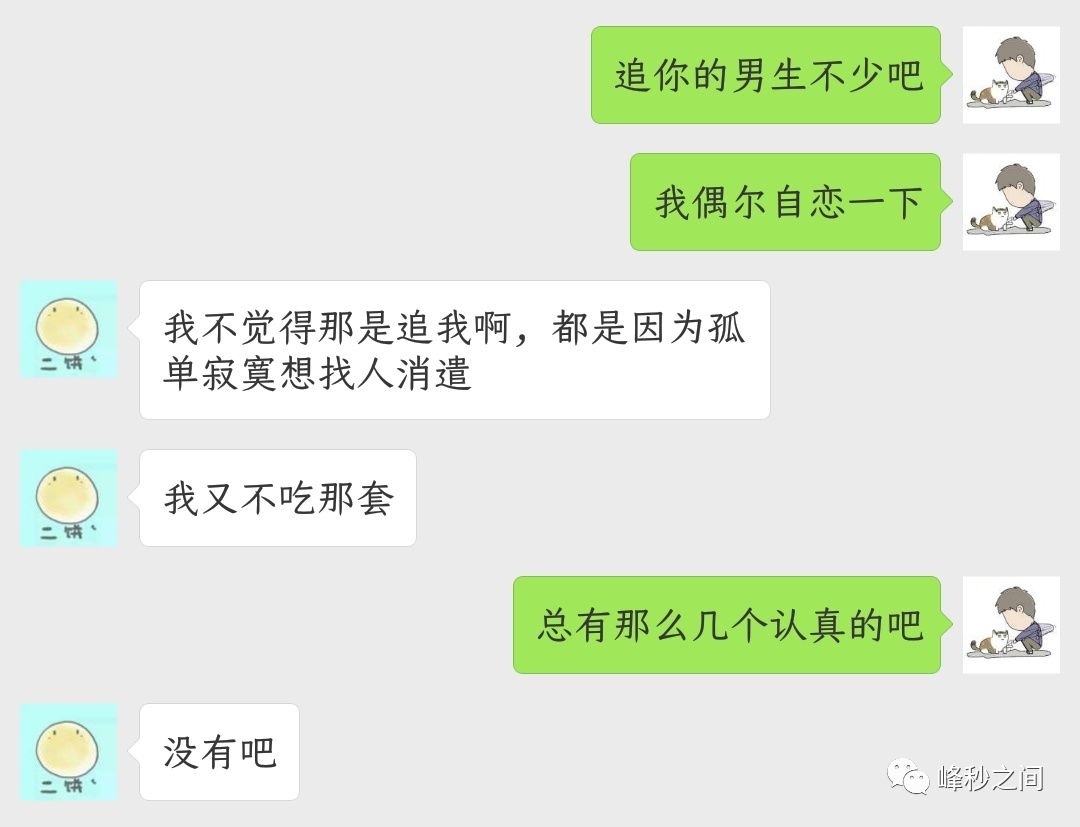 追你的男生不少吧
我偶尔自恋一下
我不觉得那是追我啊，都是因为孤
单寂寞想找人消遣
二饼
我又不吃那套
二饼
总有那么几个认真的吧
没有吧
二饼
峰秒之间